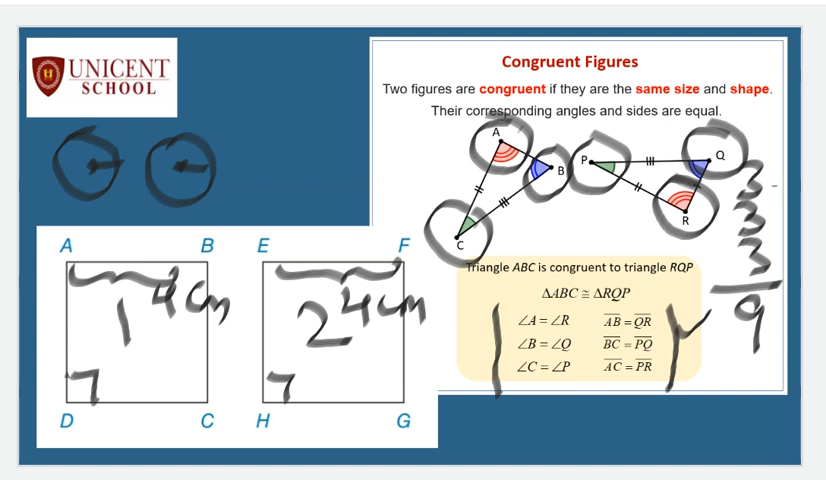 UNICENT
SCHOOL
Congruent Figures
Two figures are congruent if they are the same size and shape.
Their corresponding angles and sides are equal.
A
B
C
P
Q
R
Triangle ABC is congruent to triangle RQP
ΔABC ≅ ΔRQP
∠A = ∠R AB = QR
∠B = ∠Q BC = PQ
∠C = ∠P AC = PR
9
A B E F
4cm 4cm
1 2
D C H G